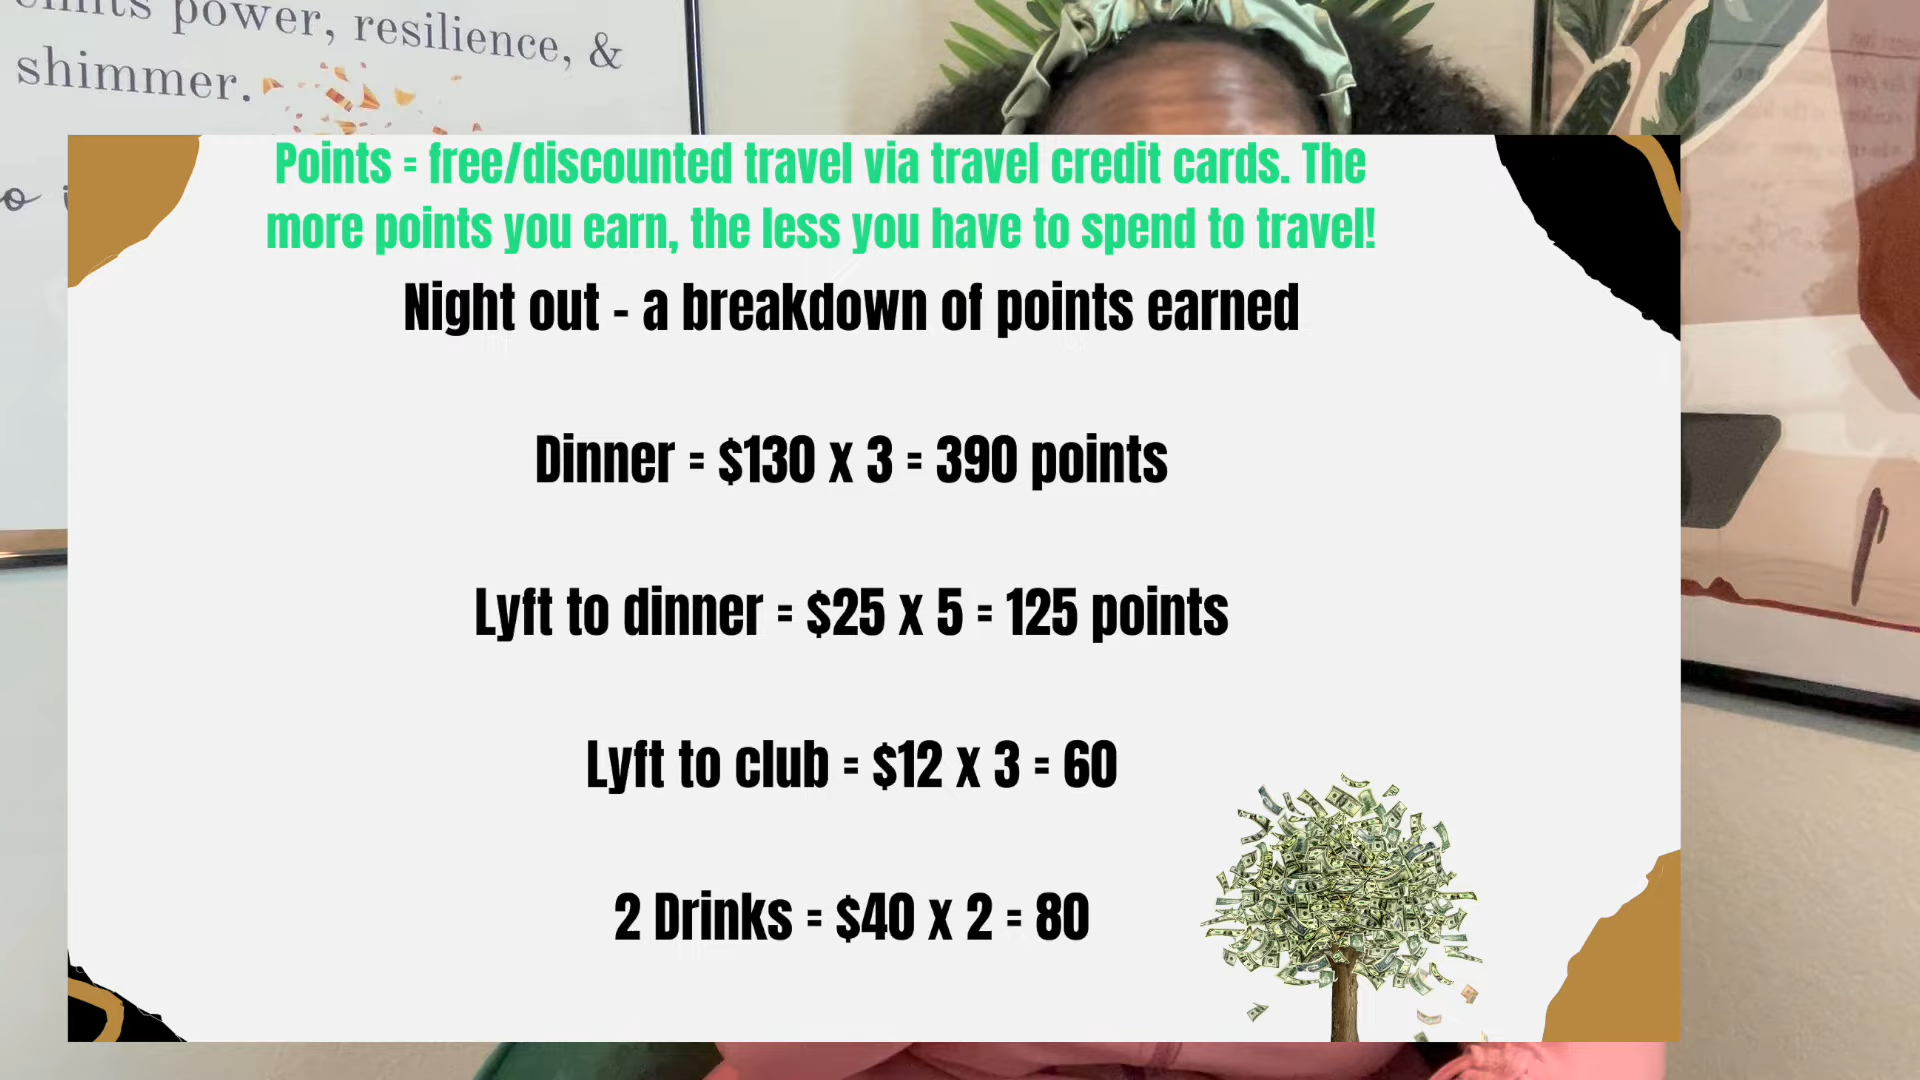 power, resilience, &
shimmer.
Points = free/discounted travel via travel credit cards. The
more points you earn, the less you have to spend to travel!
Night out - a breakdown of points earned
Dinner = $130 x 3 = 390 points
Lyft to dinner = $25 x 5 = 125 points
Lyft to club = $12 x 3 = 60
2 Drinks = $40 x 2 = 80